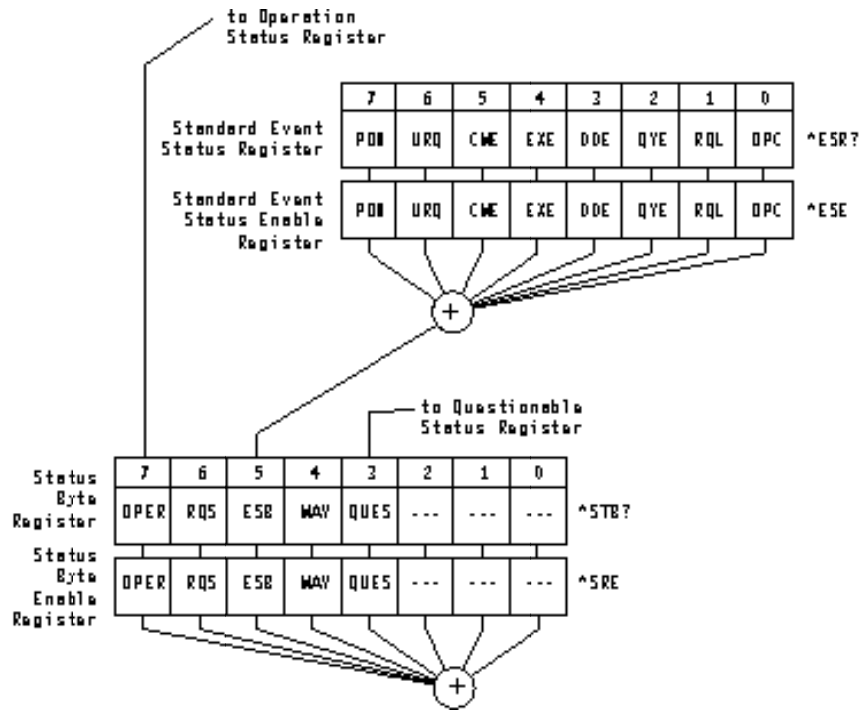 to Operation
Status Register
7 6 5 4 3 2 1 0
Standard Event
Status Register
PON URQ CME EXE DDE QYE RQL OPC *ESR?
Standard Event
Status Enable
Register
PON URQ CME EXE DDE QYE RQL OPC *ESE
+
to Questionable
Status Register
7 6 5 4 3 2 1 0
Status
Byte
Register
OPER RQS ESB MAV QUES --- --- --- *STB?
Status
Byte
Enable
Register
OPER RQS ESB MAV QUES --- --- --- *SRE
+